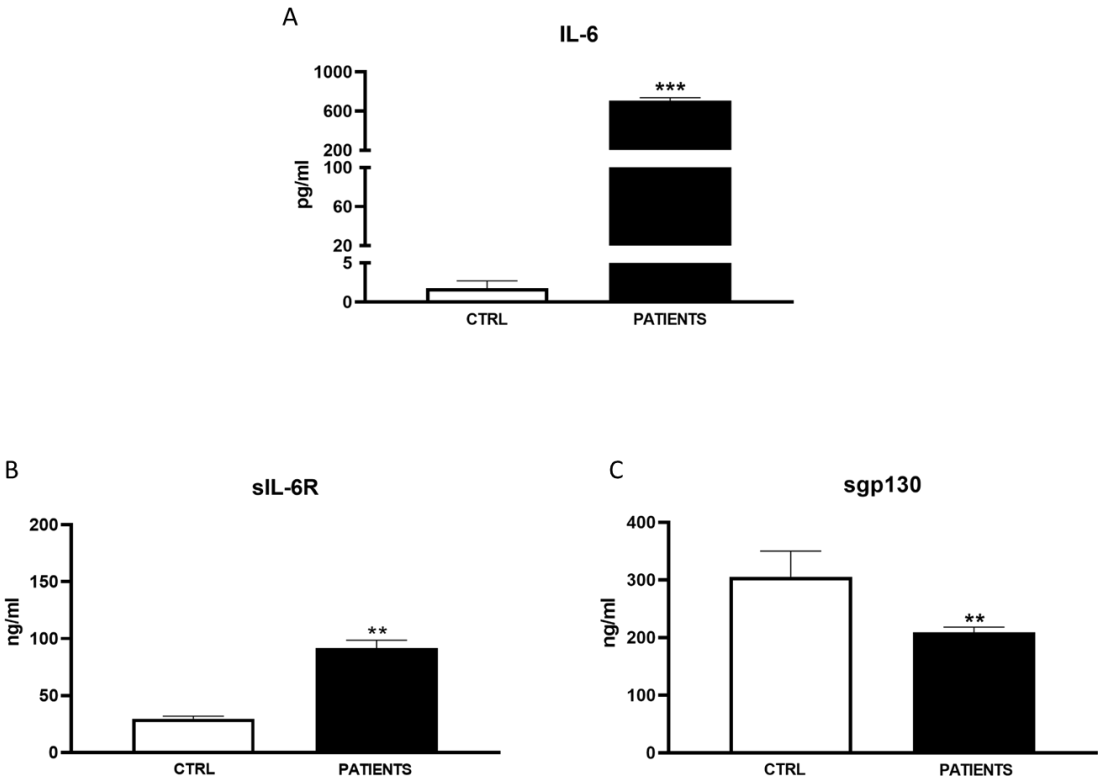 A
IL-6
pg/ml
1000
600
200
100
60
20
5
0
***
CTRL
PATIENTS
B
sIL-6R
ng/ml
200
150
100
50
0
**
CTRL
PATIENTS
C
sgp130
ng/ml
400
300
200
100
0
**
CTRL
PATIENTS